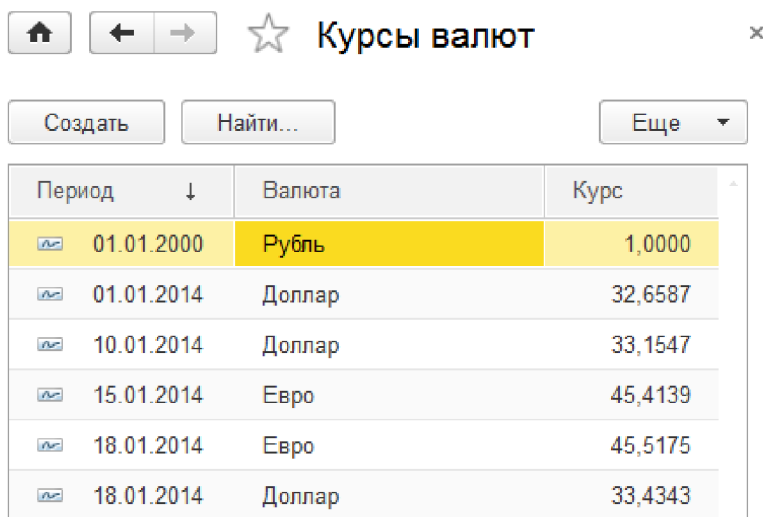 Курсы валют
Создать Найти... Еще
Период ↓ Валюта Курс
01.01.2000 Рубль 1,0000
01.01.2014 Доллар 32,6587
10.01.2014 Доллар 33,1547
15.01.2014 Евро 45,4139
18.01.2014 Евро 45,5175
18.01.2014 Доллар 33,4343